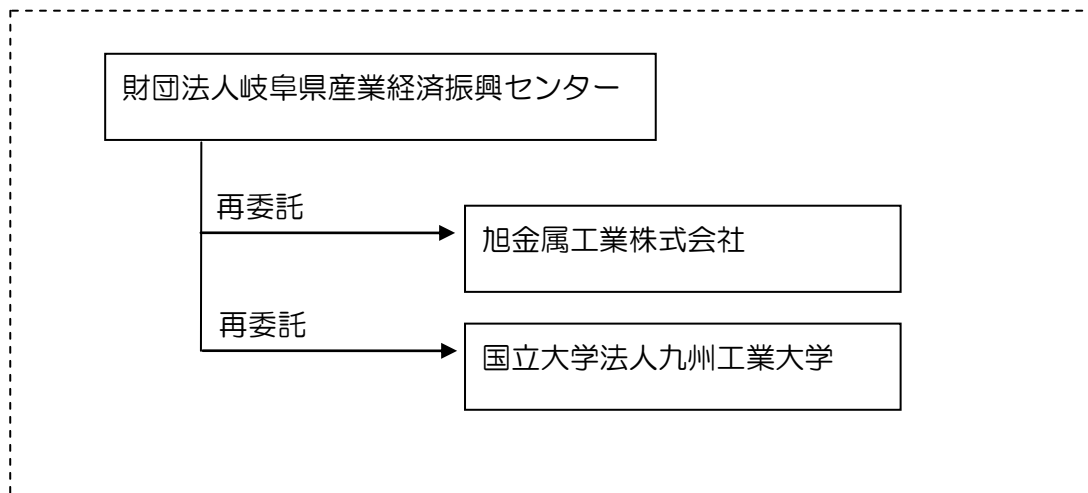 財団法人岐阜県産業経済振興センター
再委託
旭金属工業株式会社
再委託
国立大学法人九州工業大学